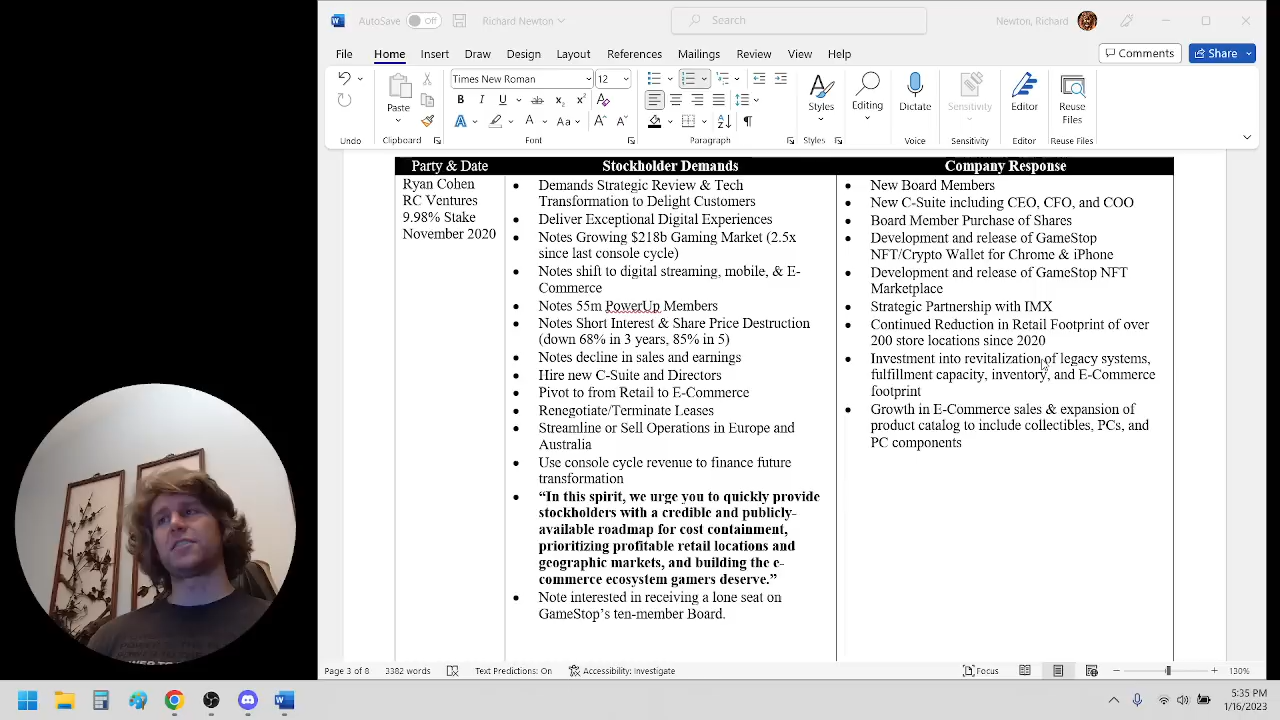 AutoSave
Off
Richard Newton
Search
Newton, Richard
File
Home
Insert
Draw
Design
Layout
References
Mailings
Review
View
Help
Comments
Share
Times New Roman
12
Paste
Styles
Editing
Dictate
Sensitivity
Editor
Reuse
Files
Undo
Clipboard
Font
Paragraph
Styles
Voice
Sensitivity
Editor
Reuse Files
Party & Date
Stockholder Demands
Company Response
Ryan Cohen
RC Ventures
9.98% Stake
November 2020
• Demands Strategic Review & Tech
Transformation to Delight Customers
• Deliver Exceptional Digital Experiences
• Notes Growing $218b Gaming Market (2.5x
since last console cycle)
• Notes shift to digital streaming, mobile, & E-
Commerce
• Notes 55m PowerUp Members
• Notes Short Interest & Share Price Destruction
(down 68% in 3 years, 85% in 5)
• Notes decline in sales and earnings
• Hire new C-Suite and Directors
• Pivot to from Retail to E-Commerce
• Renegotiate/Terminate Leases
• Streamline or Sell Operations in Europe and
Australia
• Use console cycle revenue to finance future
transformation
• “In this spirit, we urge you to quickly provide
stockholders with a credible and publicly-
available roadmap for cost containment,
prioritizing profitable retail locations and
geographic markets, and building the e-
commerce ecosystem gamers deserve.”
• Note interested in receiving a lone seat on
GameStop’s ten-member Board.
• New Board Members
• New C-Suite including CEO, CFO, and COO
• Board Member Purchase of Shares
• Development and release of GameStop
NFT/Crypto Wallet for Chrome & iPhone
• Development and release of GameStop NFT
Marketplace
• Strategic Partnership with IMX
• Continued Reduction in Retail Footprint of over
200 store locations since 2020
• Investment into revitalization of legacy systems,
fulfillment capacity, inventory, and E-Commerce
footprint
• Growth in E-Commerce sales & expansion of
product catalog to include collectibles, PCs, and
PC components
Page 3 of 8
3382 words
Text Predictions: On
Accessibility: Investigate
Focus
130%
5:55 PM
1/16/2023